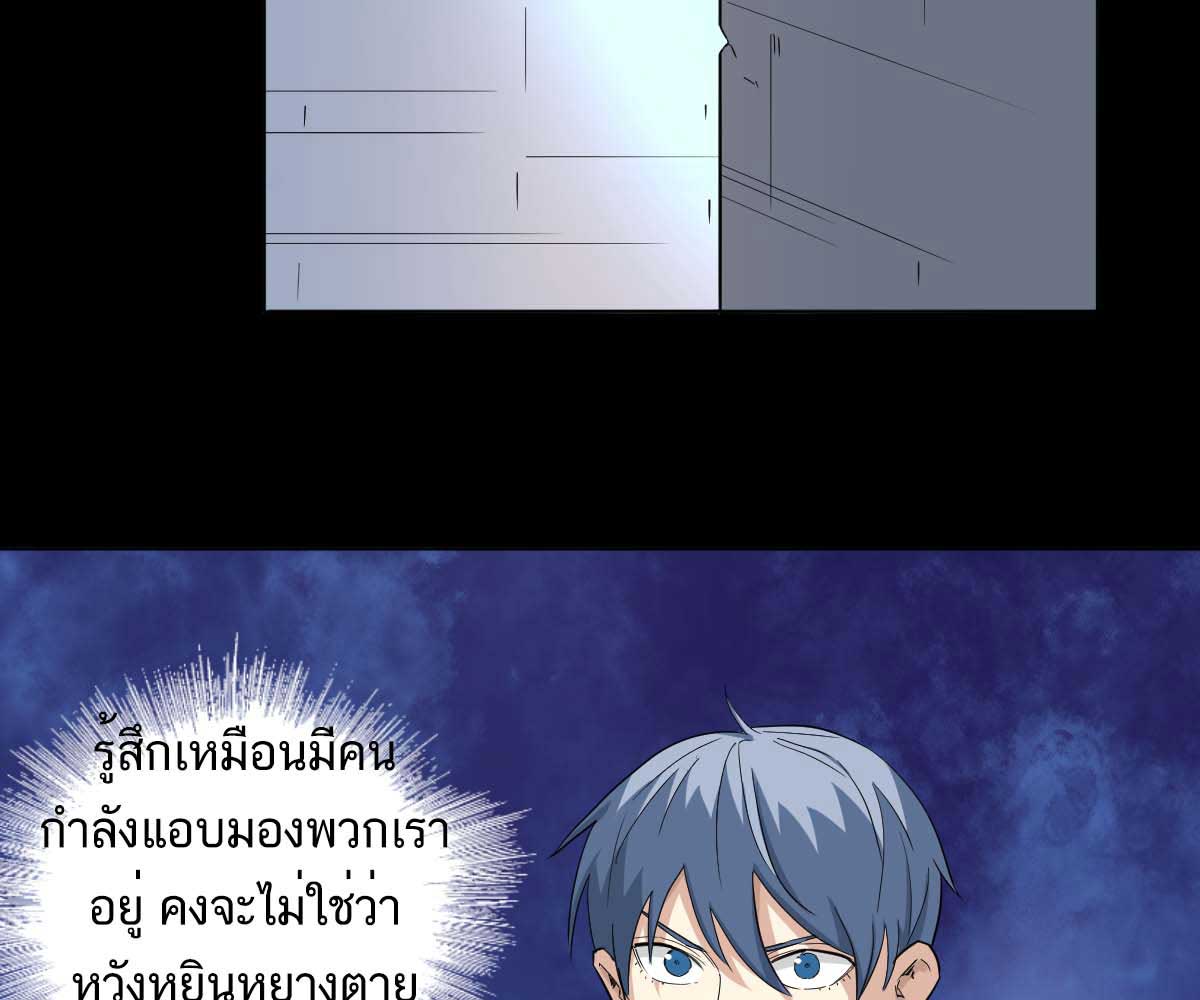 รู้สึกเหมือนมีคน
กำลังแอบมองพวกเรา
อยู่ คงจะไม่ใช่ว่า
หวังหยินหยางตาย